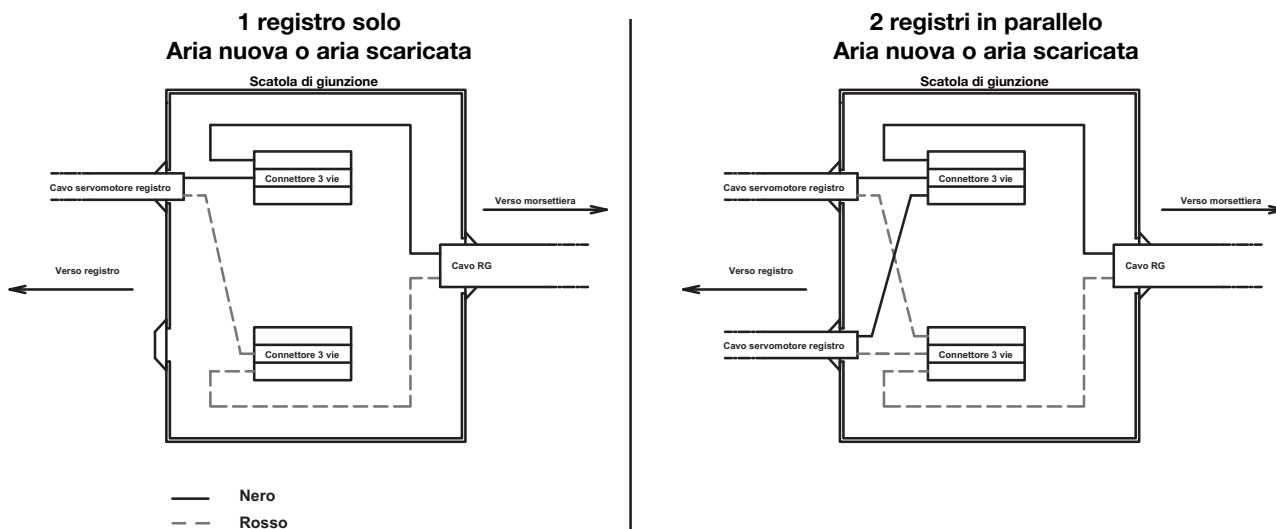 1 registro solo
Aria nuova o aria scaricata
Scatola di giunzione
Connettore 3 vie
Cavo servomotore registro
Verso morsettiera
Verso registro
Cavo RG
Connettore 3 vie
Nero
Rosso
2 registri in parallelo
Aria nuova o aria scaricata
Scatola di giunzione
Connettore 3 vie
Cavo servomotore registro
Verso morsettiera
Verso registro
Cavo RG
Cavo servomotore registro
Connettore 3 vie